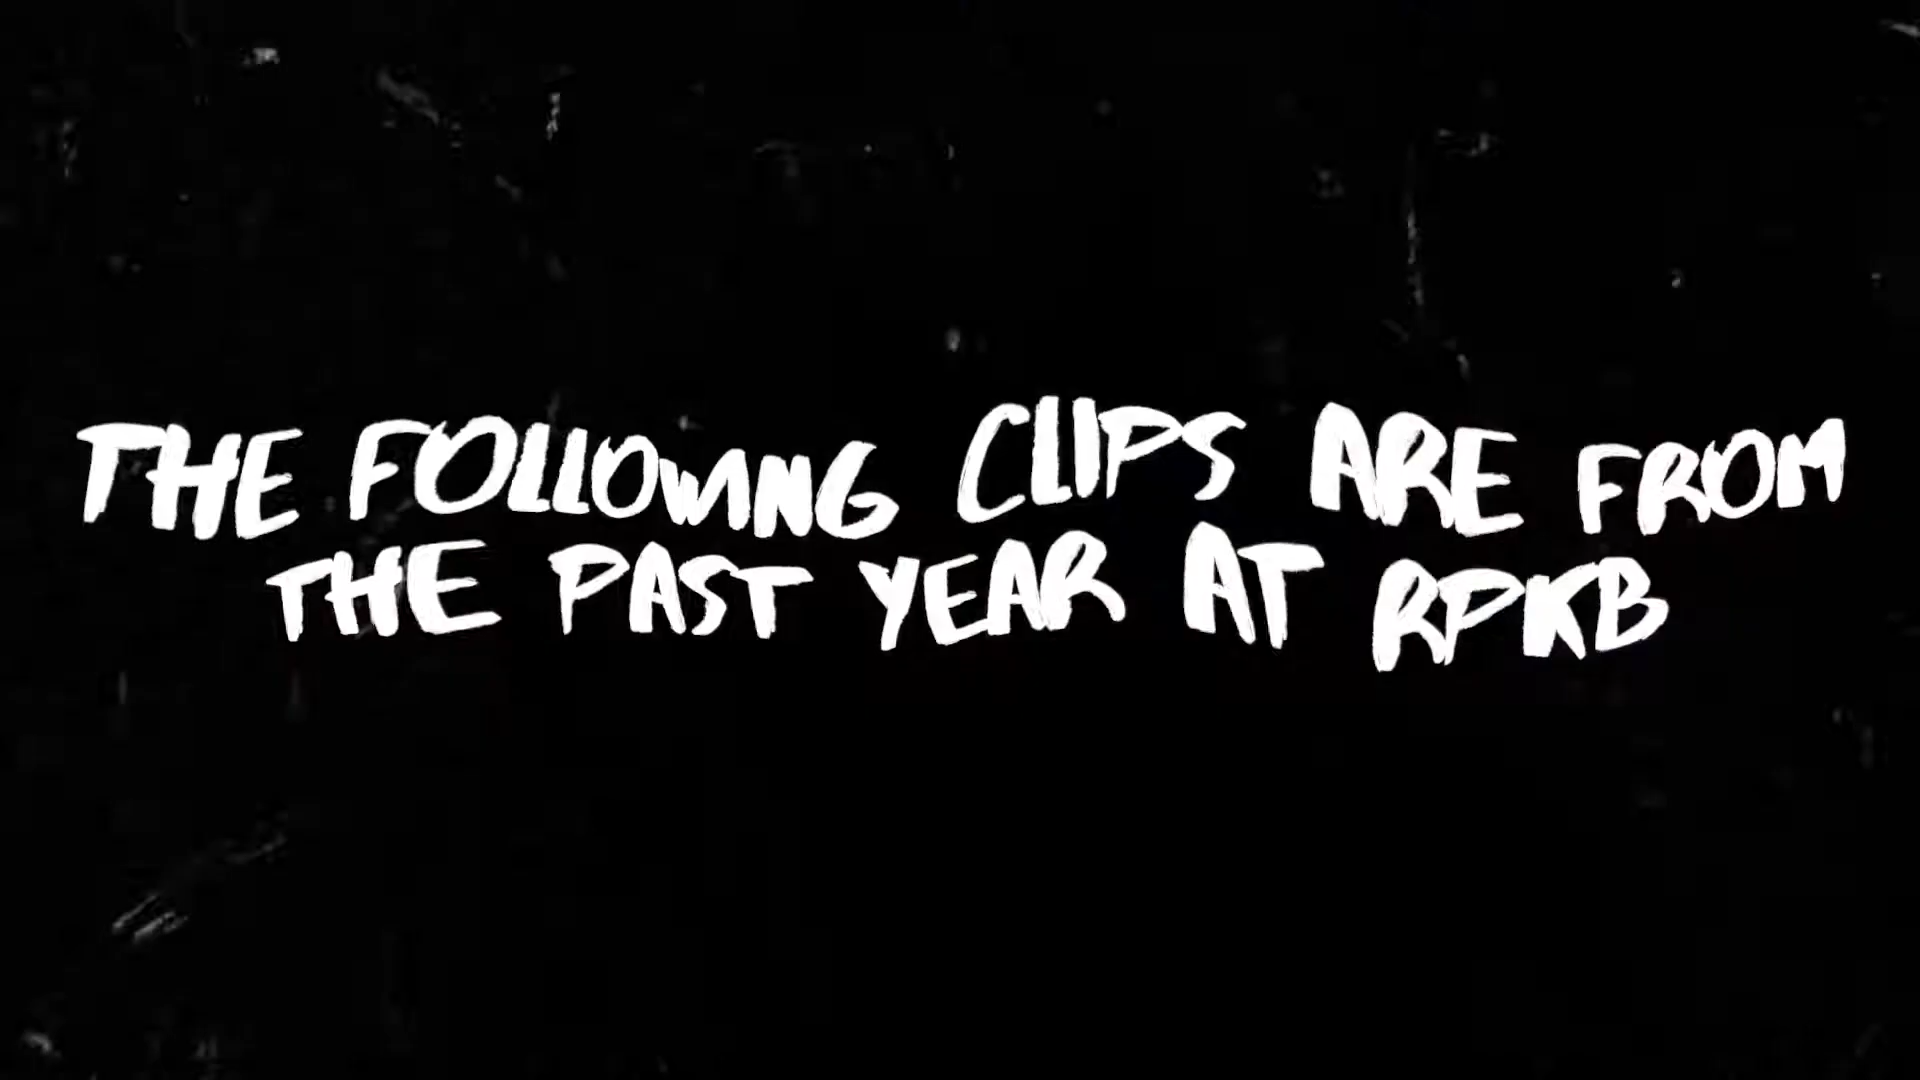 THE FOLLOWING CLIPS ARE FROM
THE PAST YEAR AT RPKB